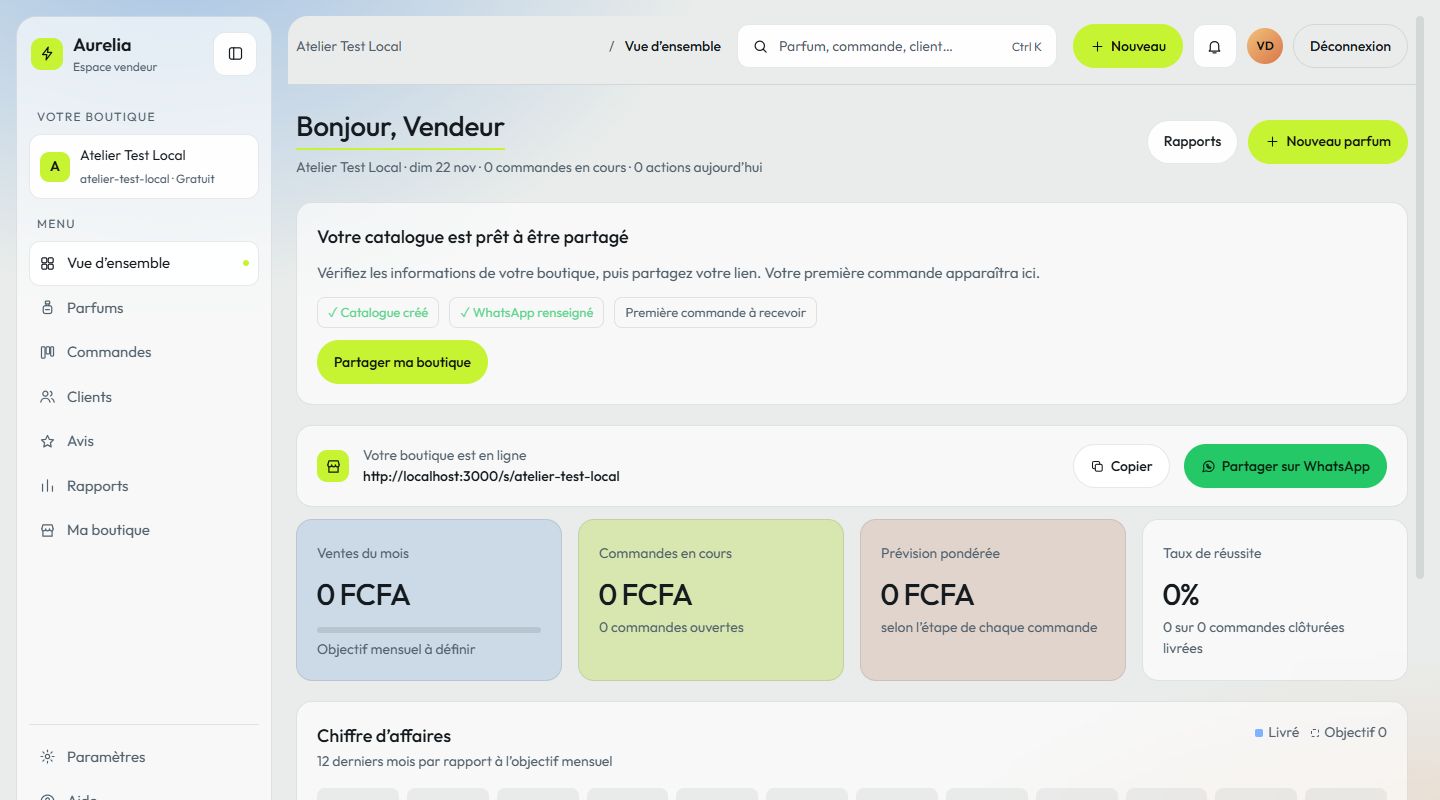 Aurelia
Espace vendeur
VOTRE BOUTIQUE
A
Atelier Test Local
atelier-test-local · Gratuit
MENU
Vue d’ensemble
Parfums
Commandes
Clients
Avis
Rapports
Ma boutique
Paramètres
Aide
Atelier Test Local / Vue d’ensemble
Parfum, commande, client… Ctrl K
+ Nouveau
VD
Déconnexion
Bonjour, Vendeur
Atelier Test Local · dim 22 nov · 0 commandes en cours · 0 actions aujourd’hui
Rapports
+ Nouveau parfum
Votre catalogue est prêt à être partagé
Vérifiez les informations de votre boutique, puis partagez votre lien. Votre première commande apparaîtra ici.
✓ Catalogue créé ✓ WhatsApp renseigné Première commande à recevoir
Partager ma boutique
Votre boutique est en ligne
http://localhost:3000/s/atelier-test-local
Copier
Partager sur WhatsApp
Ventes du mois
0 FCFA
Objectif mensuel à définir
Commandes en cours
0 FCFA
0 commandes ouvertes
Prévision pondérée
0 FCFA
selon l’étape de chaque commande
Taux de réussite
0%
0 sur 0 commandes clôturées
livrées
Chiffre d’affaires
12 derniers mois par rapport à l’objectif mensuel
Livré Objectif 0